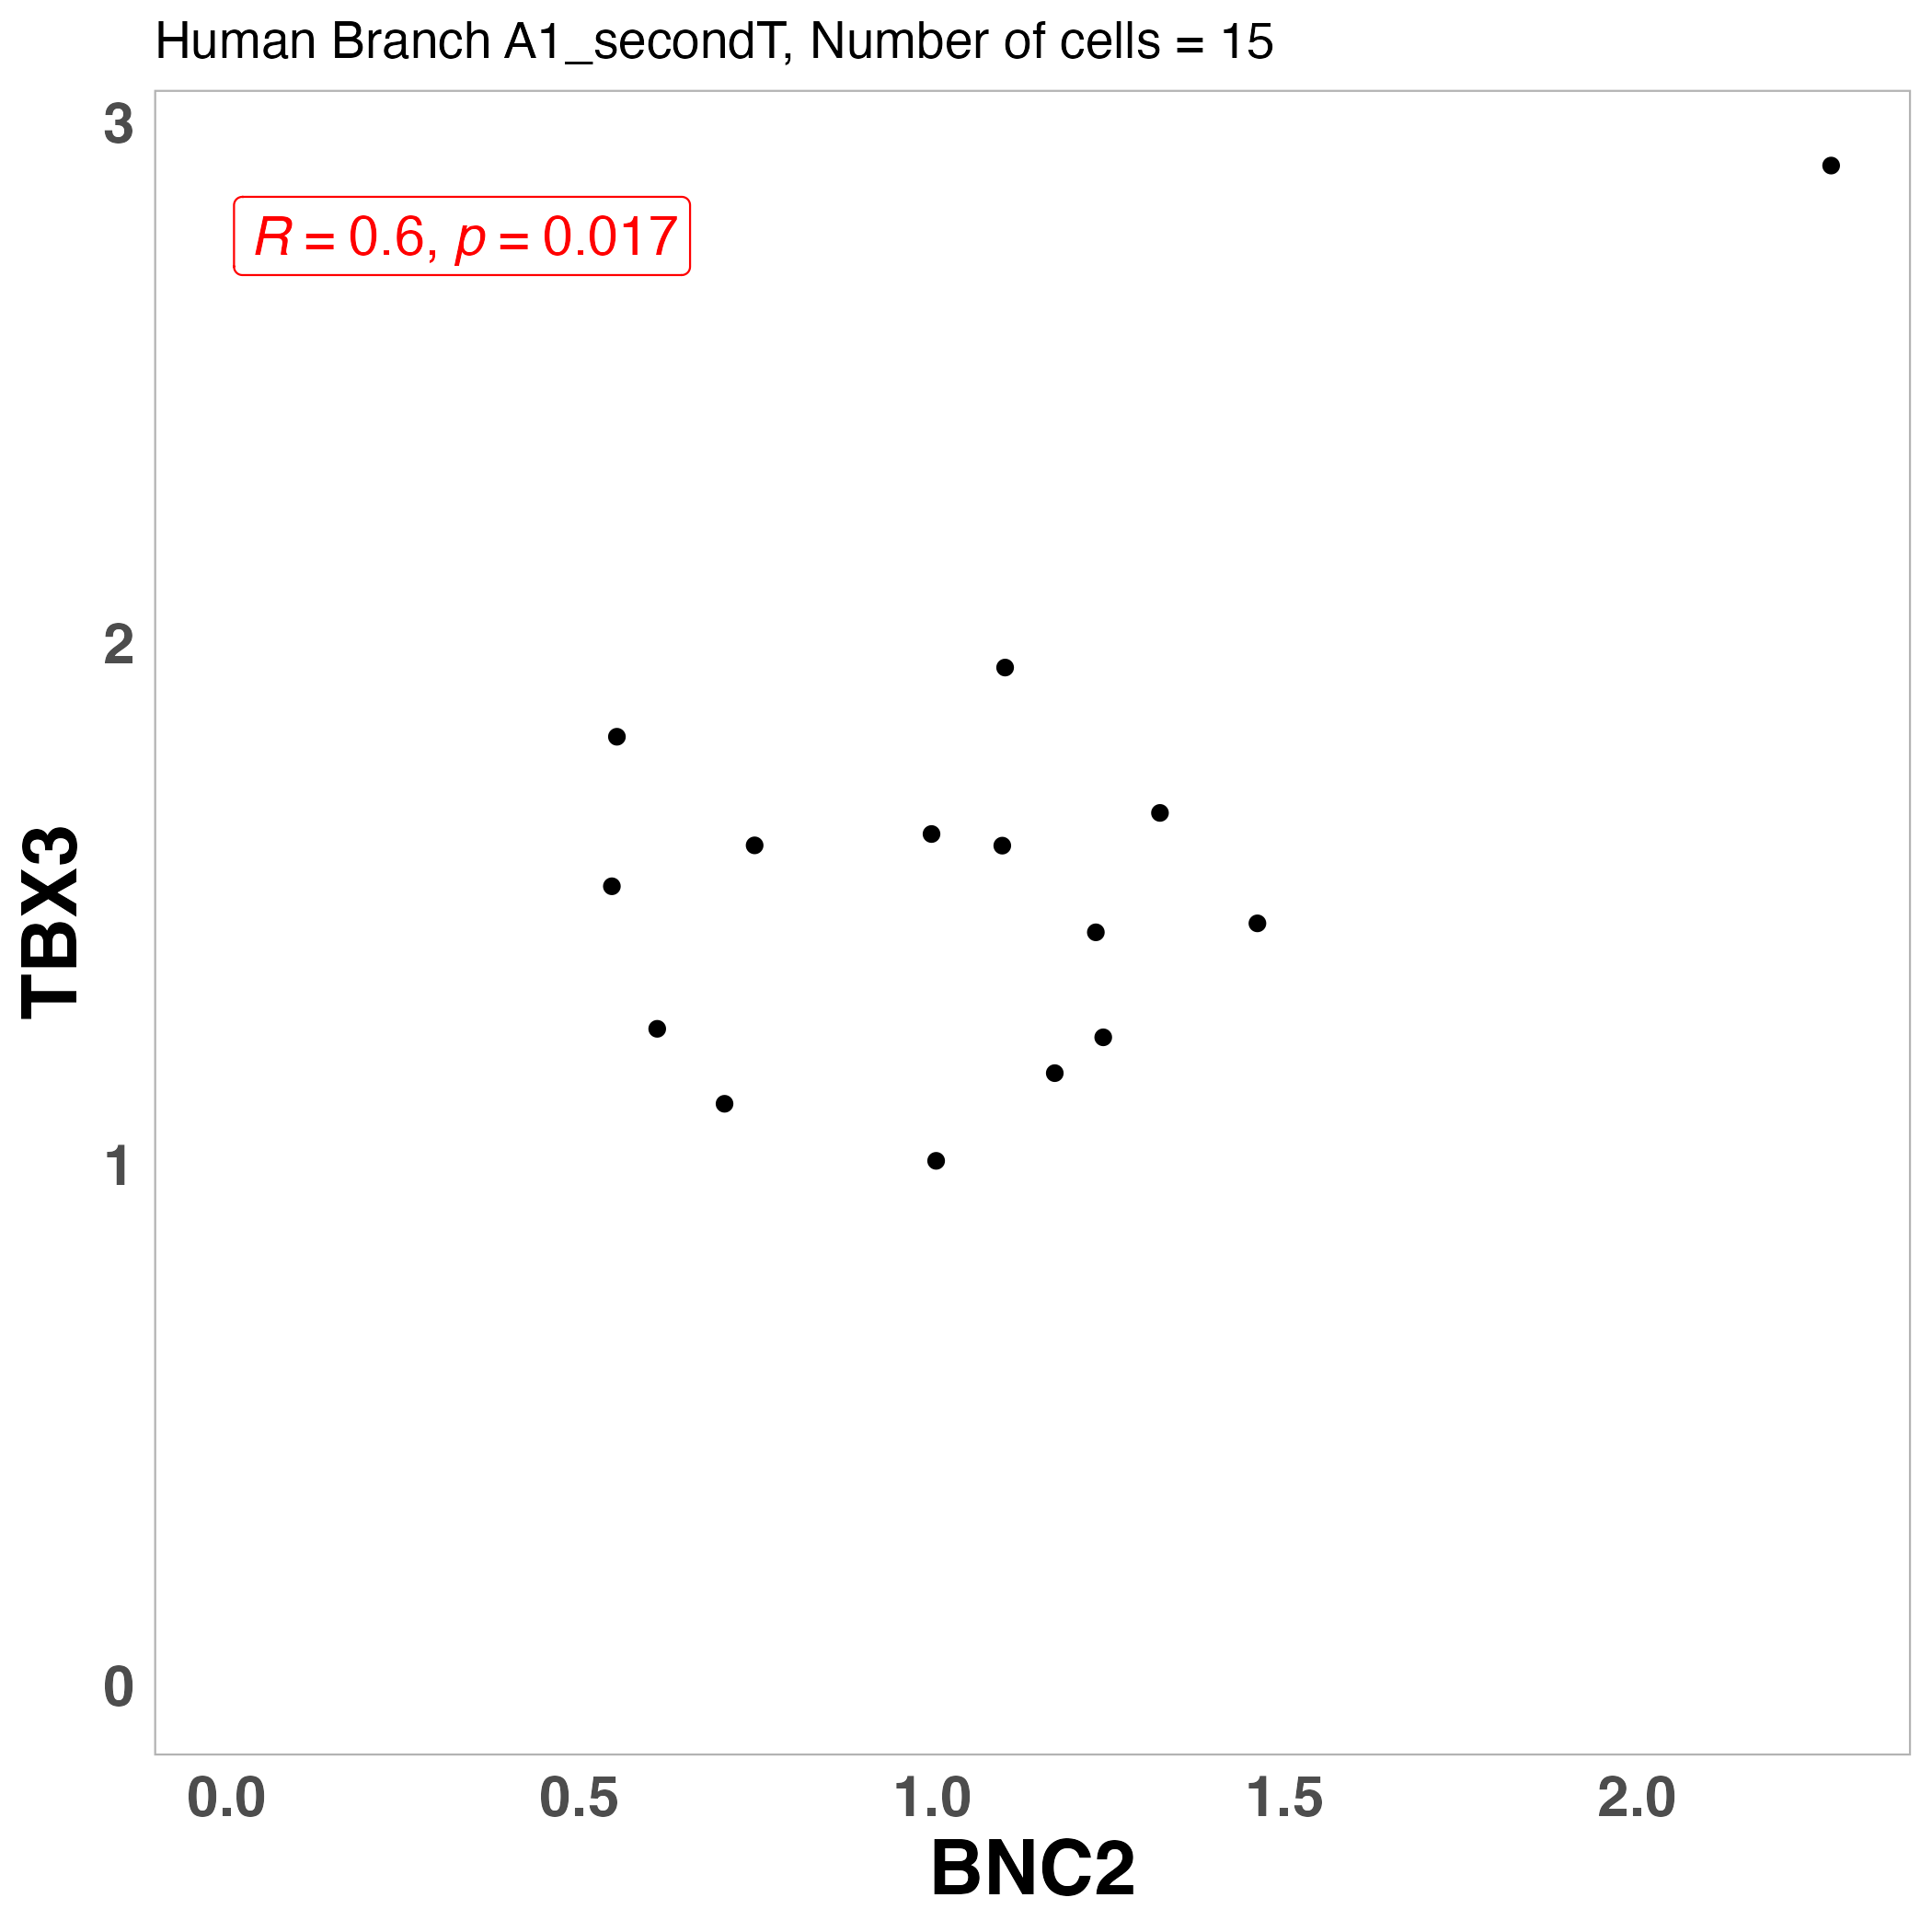 Human Branch A1_secondT, Number of cells = 15
3
R = 0.6, p = 0.017
2
TBX3
1
0
0.0 0.5 1.0 1.5 2.0
BNC2